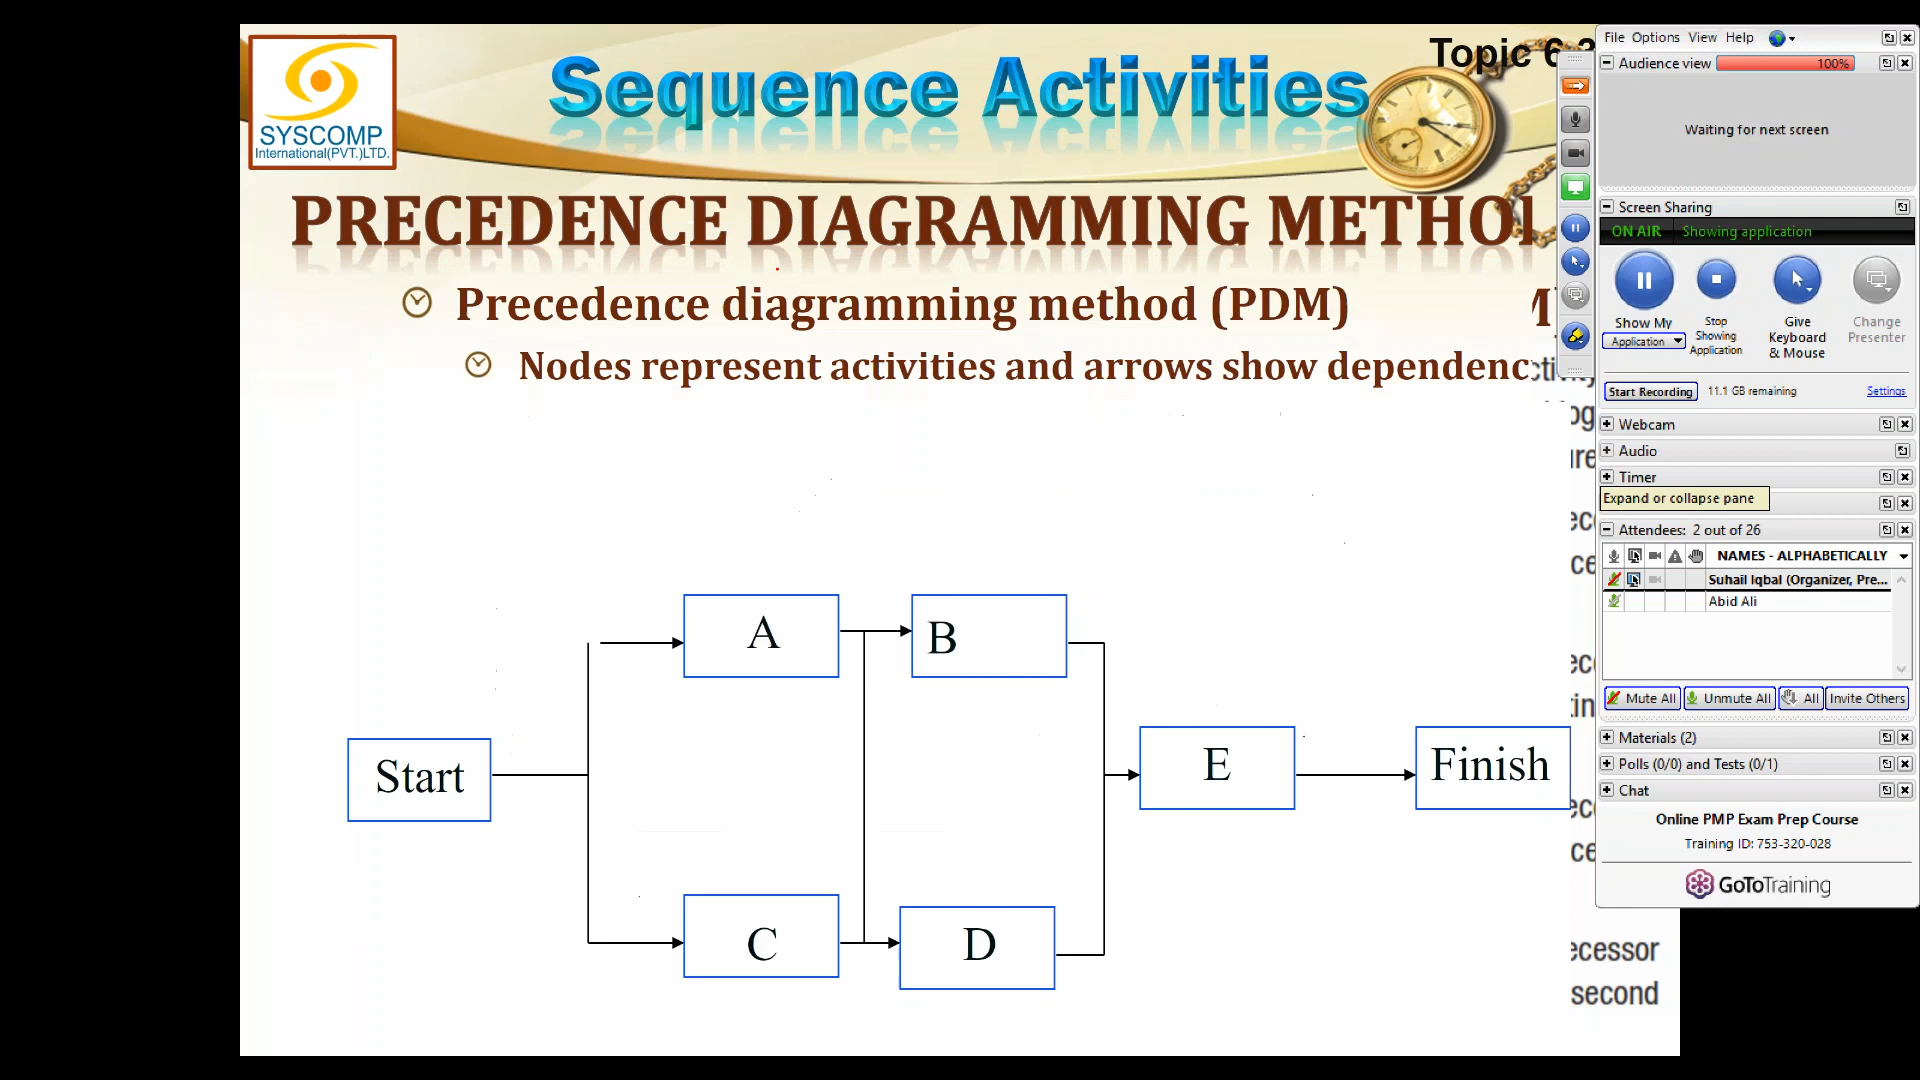 SYSCOMP
International(PVT.)LTD.
Sequence Activities
Topic 6.3
PRECEDENCE DIAGRAMMING METHOD
Precedence diagramming method (PDM)
Nodes represent activities and arrows show dependenc
A
B
Start
E
Finish
C
D
ecessor
second
File Options View Help
Audience view 100%
Waiting for next screen
Screen Sharing
ON AIR Showing application
Show My
Application
Stop
Showing
Application
Give
Keyboard
& Mouse
Change
Presenter
Start Recording 11.1 GB remaining Settings
Webcam
Audio
Timer
Expand or collapse pane
Attendees: 2 out of 26
NAMES - ALPHABETICALLY
Suhail Iqbal (Organizer, Pre...
Abid Ali
Mute All Unmute All All Invite Others
Materials (2)
Polls (0/0) and Tests (0/1)
Chat
Online PMP Exam Prep Course
Training ID: 753-320-028
GoToTraining